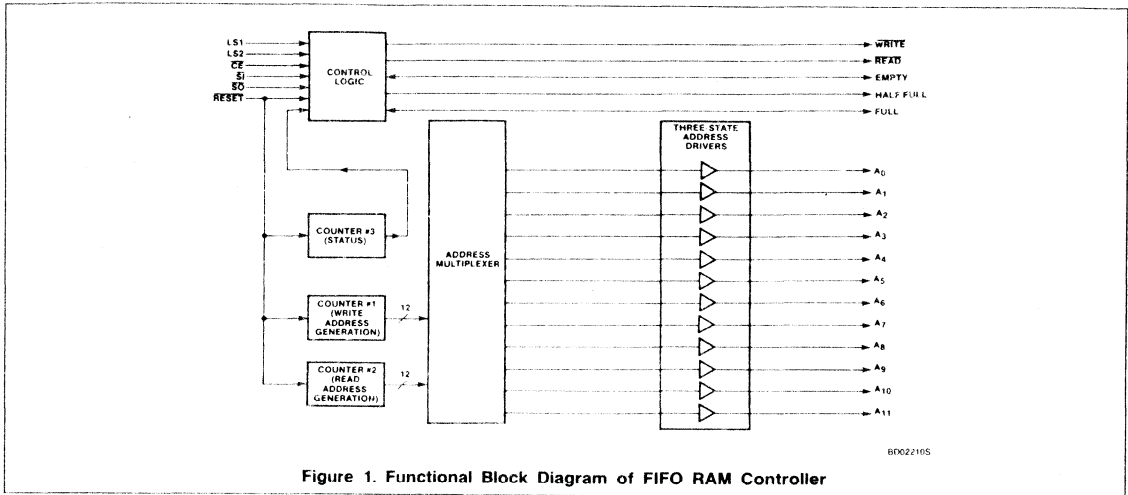 LS1
LS2
CE
SI
SO
RESET
CONTROL
LOGIC
WRITE
READ
EMPTY
HALF FULL
FULL
COUNTER #3
(STATUS)
COUNTER #1
(WRITE
ADDRESS
GENERATION)
12
COUNTER #2
(READ
ADDRESS
GENERATION)
12
ADDRESS
MULTIPLEXER
THREE STATE
ADDRESS
DRIVERS
A0
A1
A2
A3
A4
A5
A6
A7
A8
A9
A10
A11
BD02210S
Figure 1. Functional Block Diagram of FIFO RAM Controller